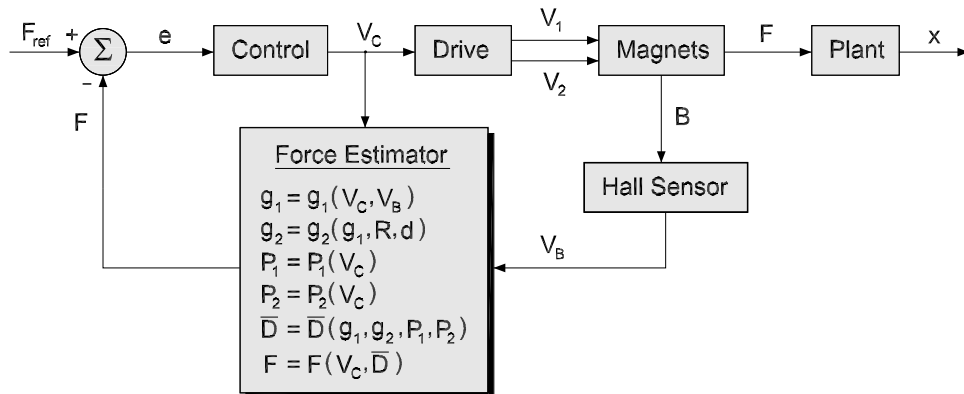 F_ref + Σ − e Control V_C Drive V_1 V_2 Magnets F Plant x
F
B
Hall Sensor
V_B
Force Estimator
g_1 = g_1(V_C, V_B)
g_2 = g_2(g_1, R, d)
P_1 = P_1(V_C)
P_2 = P_2(V_C)
D̅ = D̅(g_1, g_2, P_1, P_2)
F = F(V_C, D̅)